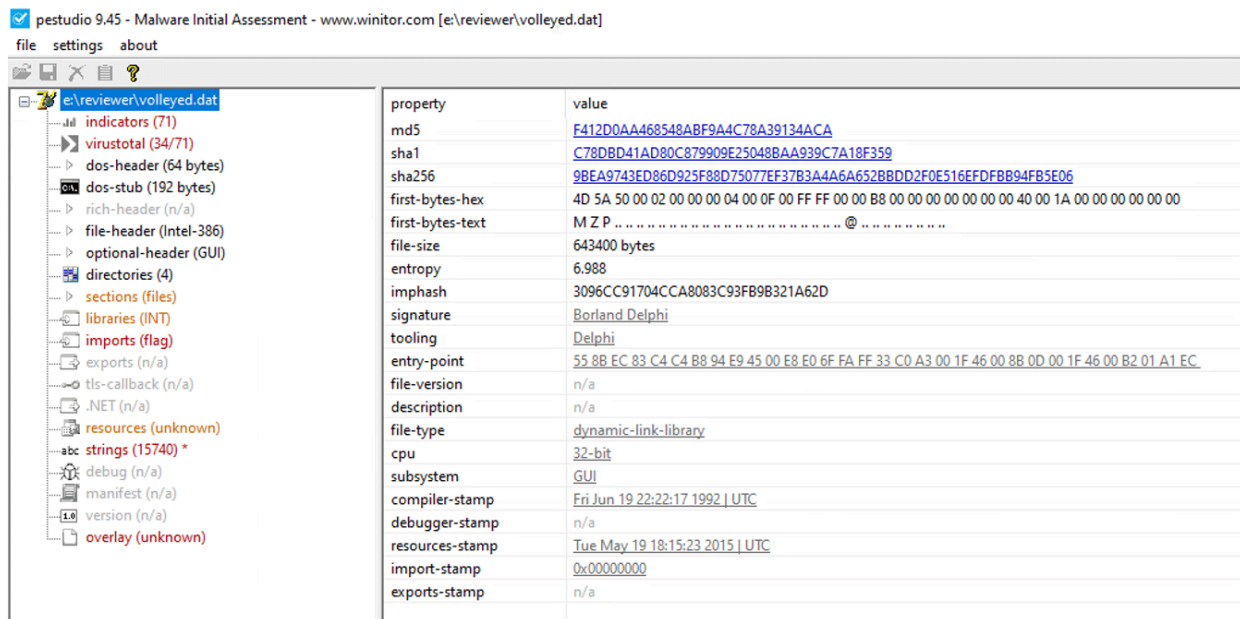 pestudio 9.45 - Malware Initial Assessment - www.winitor.com [e:\reviewer\volleyed.dat]
file settings about
e:\reviewer\volleyed.dat
indicators (71)
virustotal (34/71)
dos-header (64 bytes)
dos-stub (192 bytes)
rich-header (n/a)
file-header (Intel-386)
optional-header (GUI)
directories (4)
sections (files)
libraries (INT)
imports (flag)
exports (n/a)
tls-callback (n/a)
.NET (n/a)
resources (unknown)
abc strings (15740) *
debug (n/a)
manifest (n/a)
1.0 version (n/a)
overlay (unknown)
property value
md5 F412D0AA468548ABF9A4C78A39134ACA
sha1 C78DBD41AD80C879909E25048BAA939C7A18F359
sha256 9BEA9743ED86D925F88D75077EF37B3A4A6A652BBDD2F0E516EFDFBB94FB5E06
first-bytes-hex 4D 5A 50 00 02 00 00 00 04 00 0F 00 FF FF 00 00 B8 00 00 00 00 00 00 00 40 00 1A 00 00 00 00 00
first-bytes-text M Z P .. .. .. .. .. .. .. .. .. .. .. .. .. .. .. .. .. .. .. .. .. @ .. .. .. .. .. .. ..
file-size 643400 bytes
entropy 6.988
imphash 3096CC91704CCA8083C93FB9B321A62D
signature Borland Delphi
tooling Delphi
entry-point 55 8B EC 83 C4 C4 B8 94 E9 45 00 E8 E0 6F FA FF 33 C0 A3 00 1F 46 00 8B 0D 00 1F 46 00 B2 01 A1 EC
file-version n/a
description n/a
file-type dynamic-link-library
cpu 32-bit
subsystem GUI
compiler-stamp Fri Jun 19 22:22:17 1992 | UTC
debugger-stamp n/a
resources-stamp Tue May 19 18:15:23 2015 | UTC
import-stamp 0x00000000
exports-stamp n/a